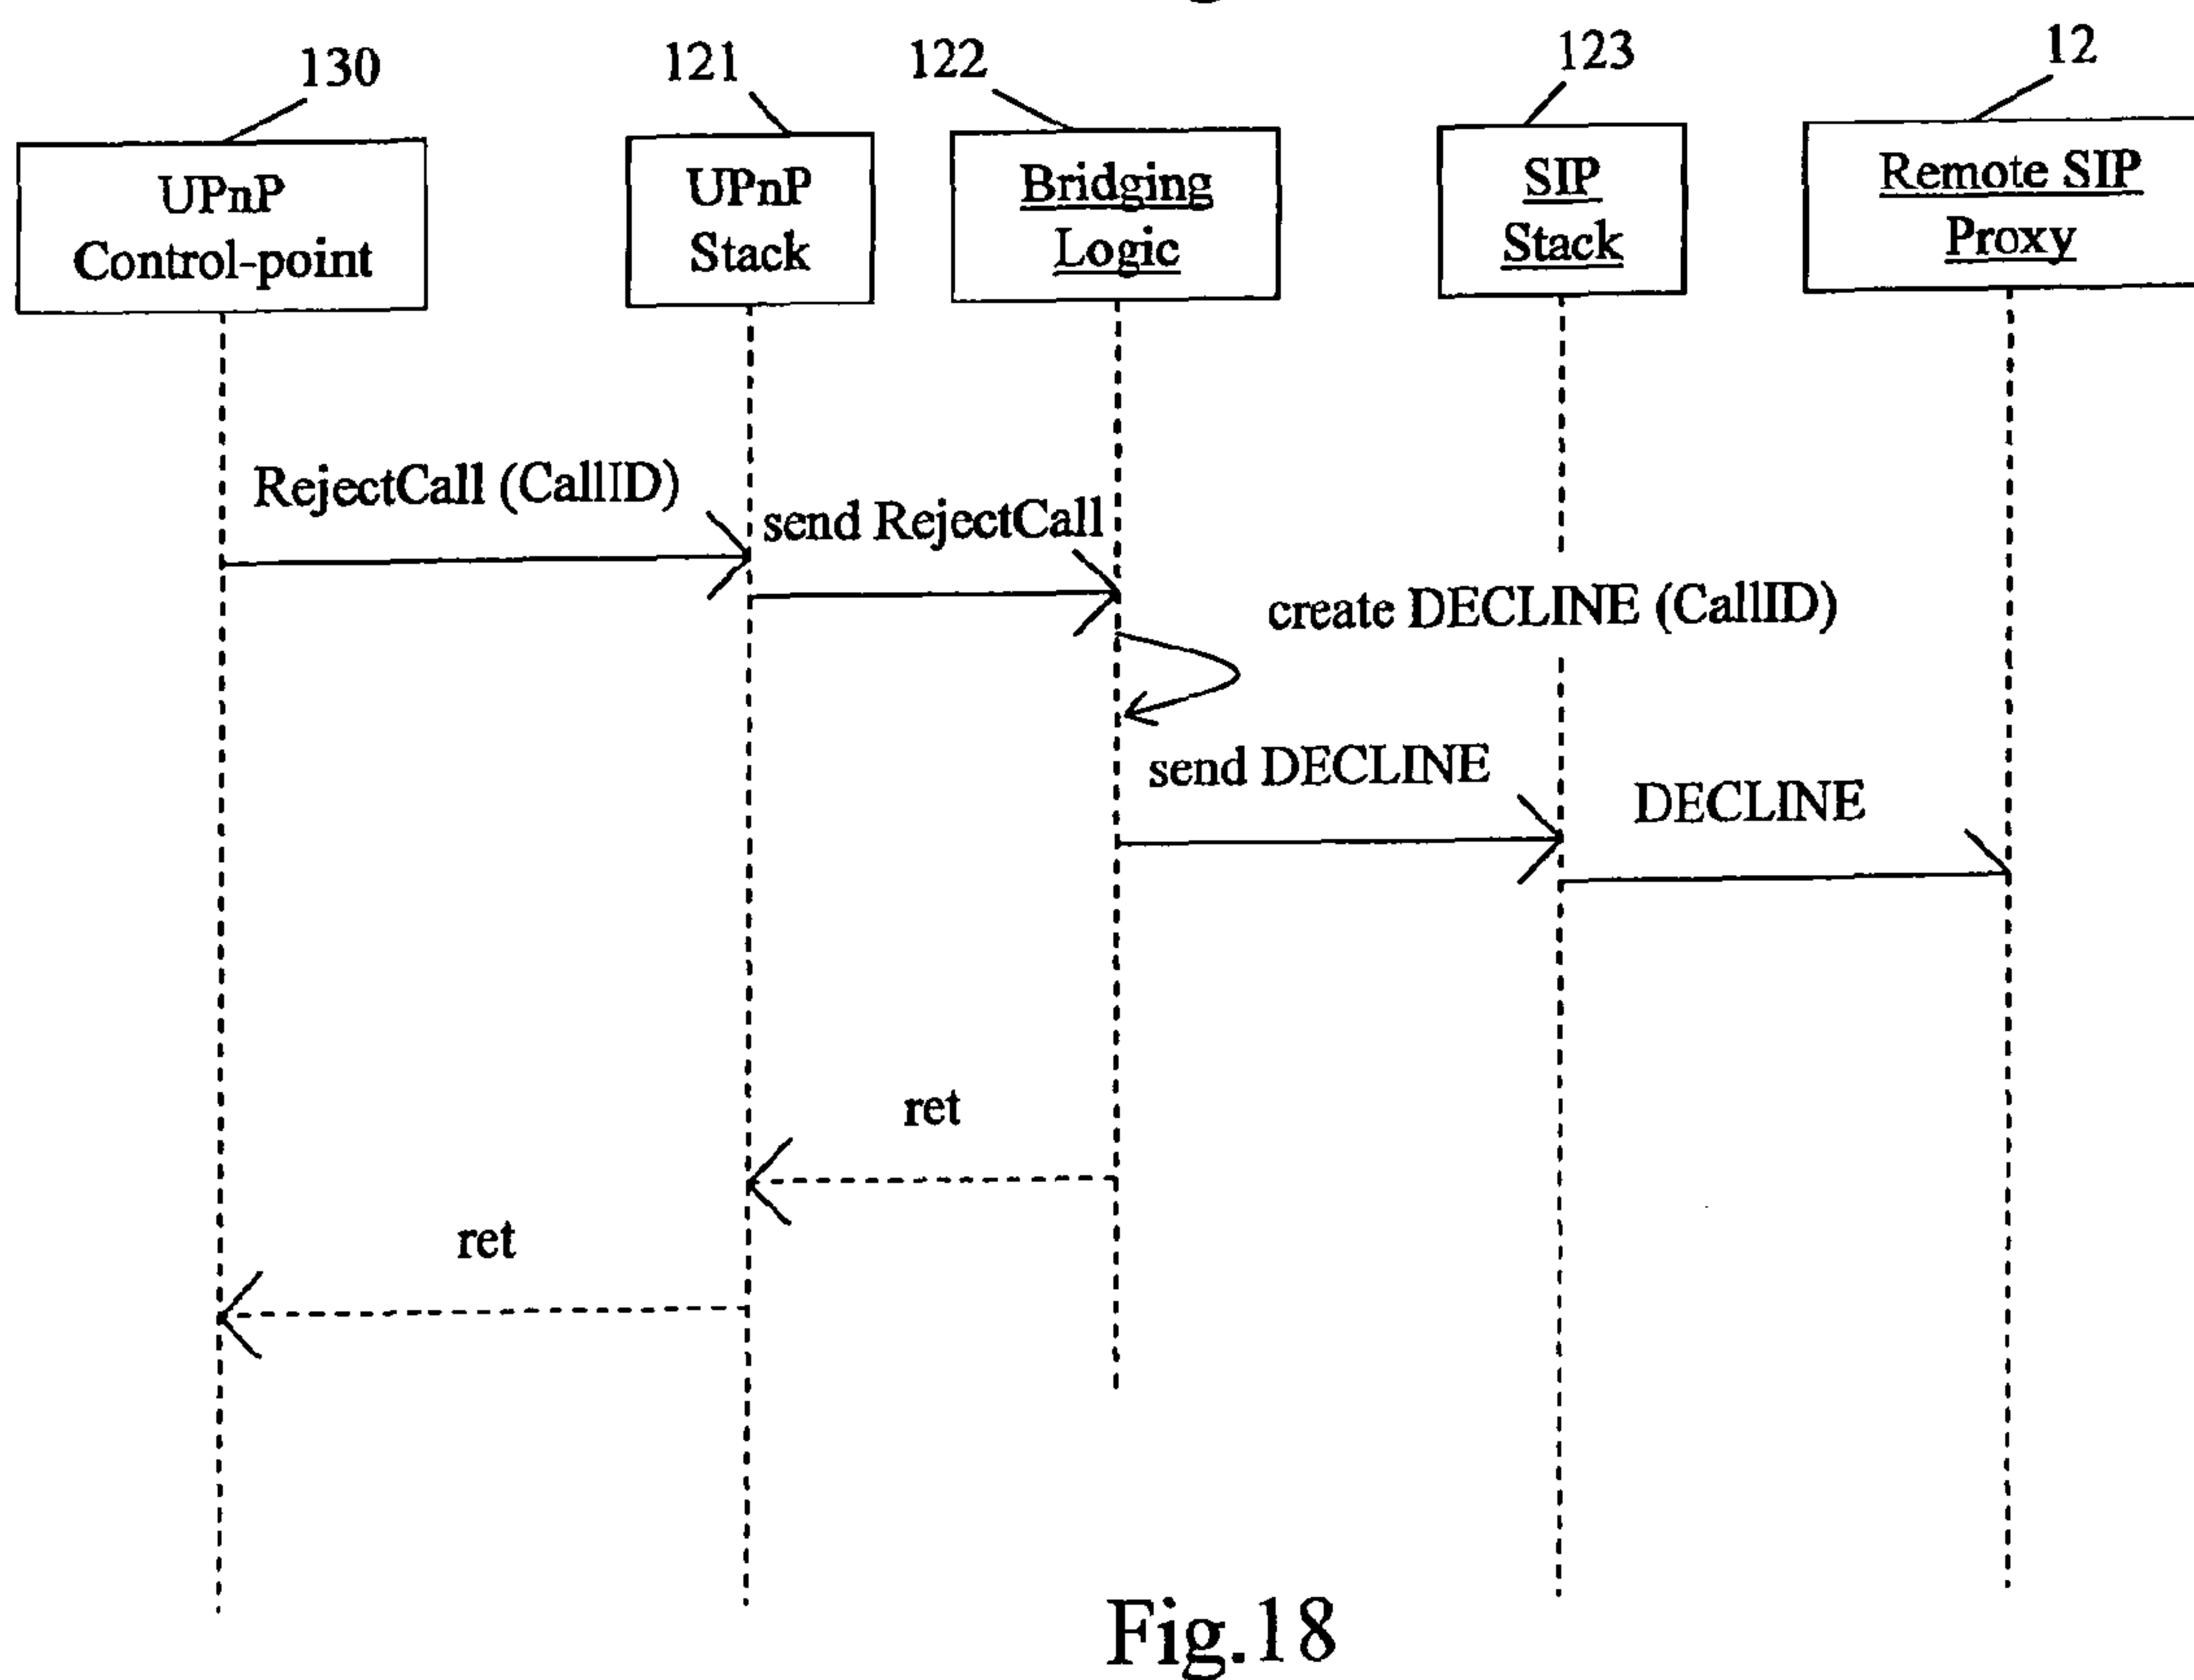 130
121
122
123
12
UPnP
Control-point
UPnP
Stack
Bridging
Logic
SIP
Stack
Remote SIP
Proxy
RejectCall (CallID)
send RejectCall
create DECLINE (CallID)
send DECLINE
DECLINE
ret
ret
Fig.18